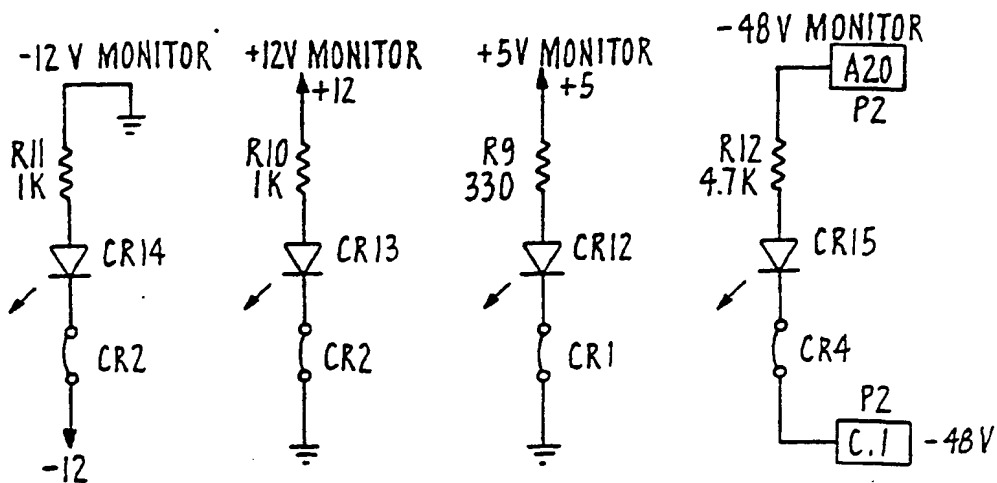 -12 V MONITOR
+12V MONITOR
+5V MONITOR
-48V MONITOR
+12
+5
A20
P2
R11
1K
R10
1K
R9
330
R12
4.7K
CR14
CR13
CR12
CR15
CR2
CR2
CR1
CR4
P2
C.1
-48V
-12